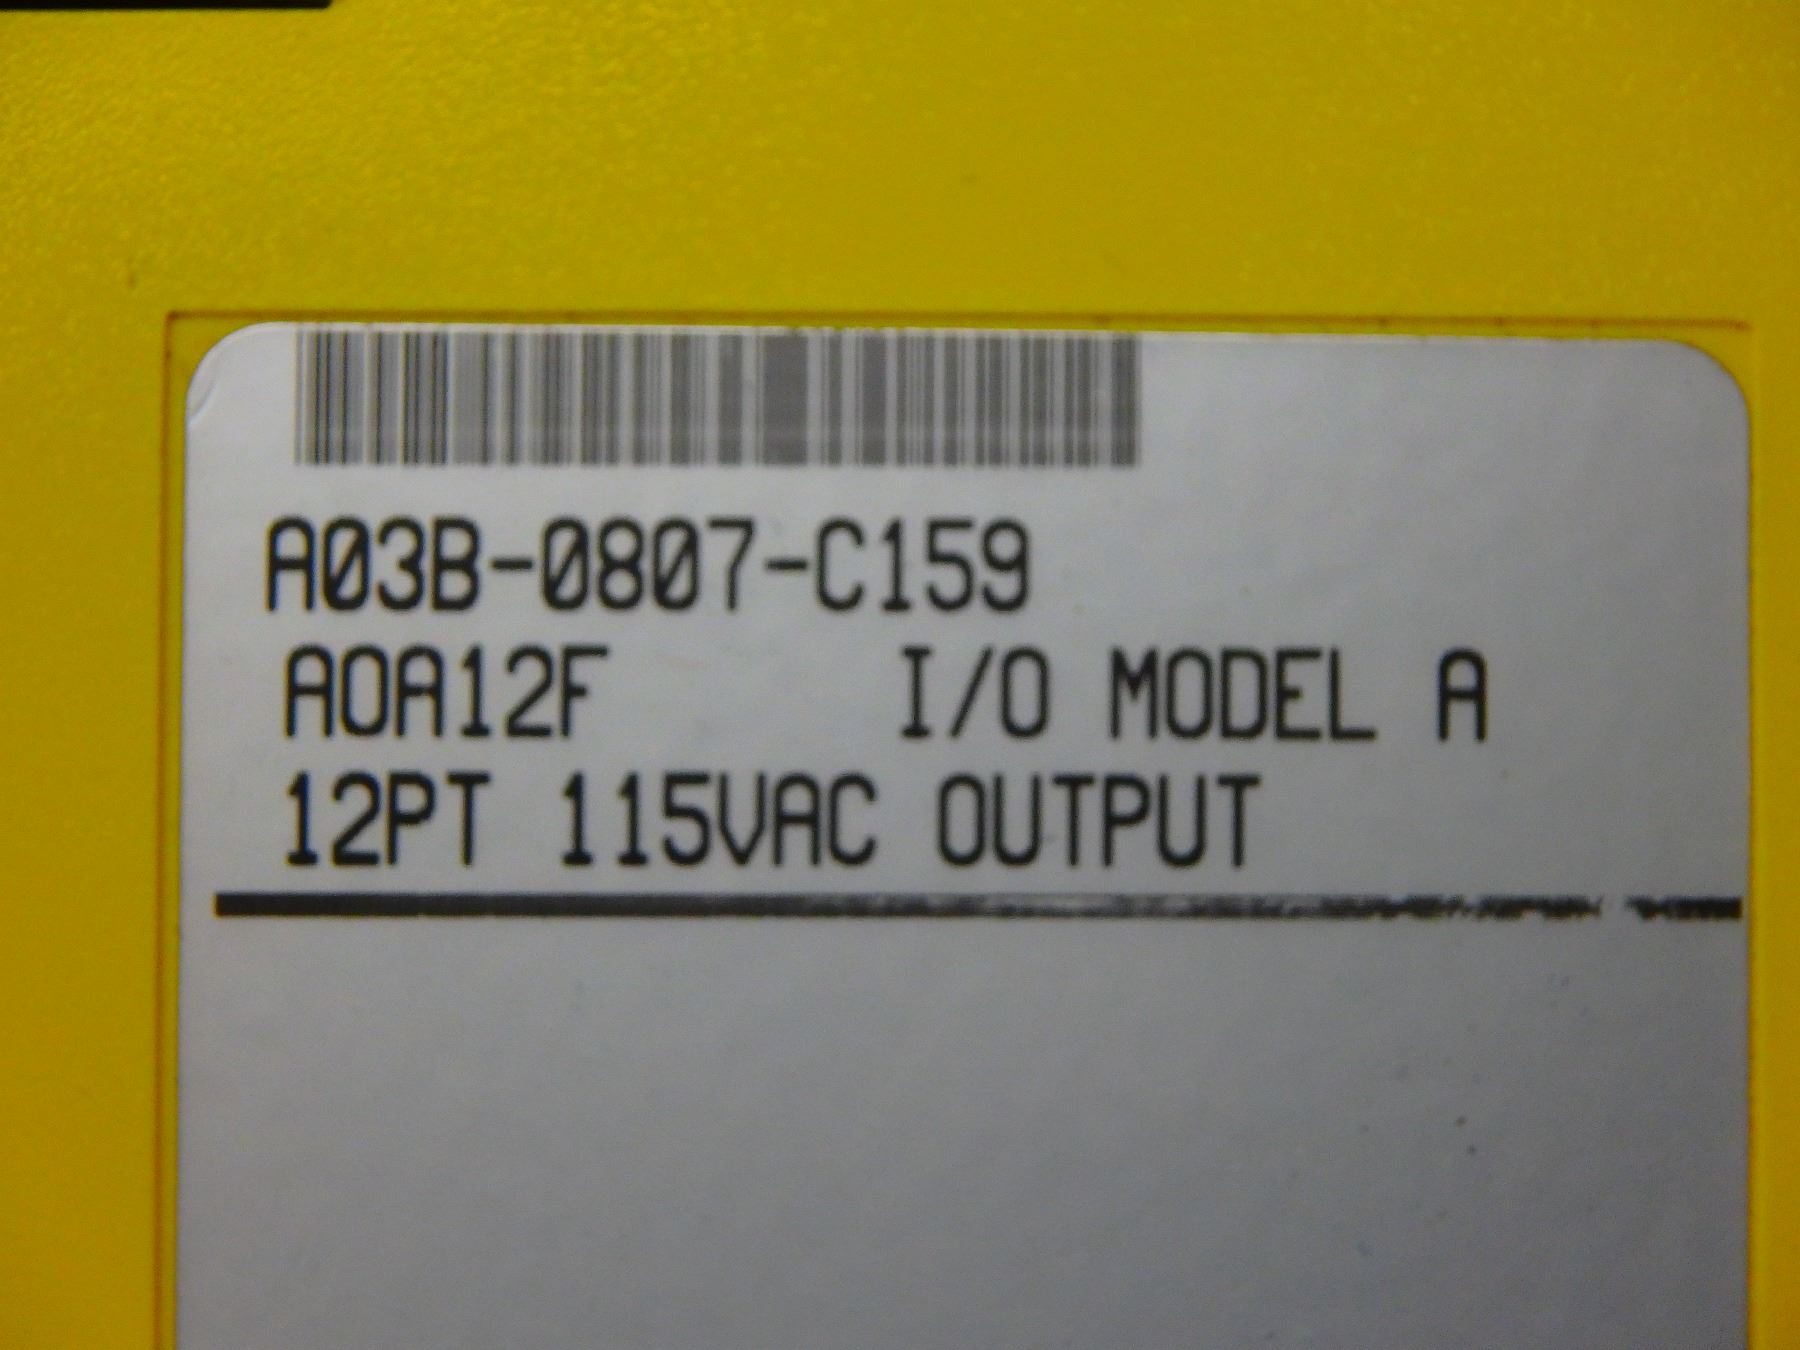 A03B-0807-C159
AOA12F I/O MODEL A
12PT 115VAC OUTPUT